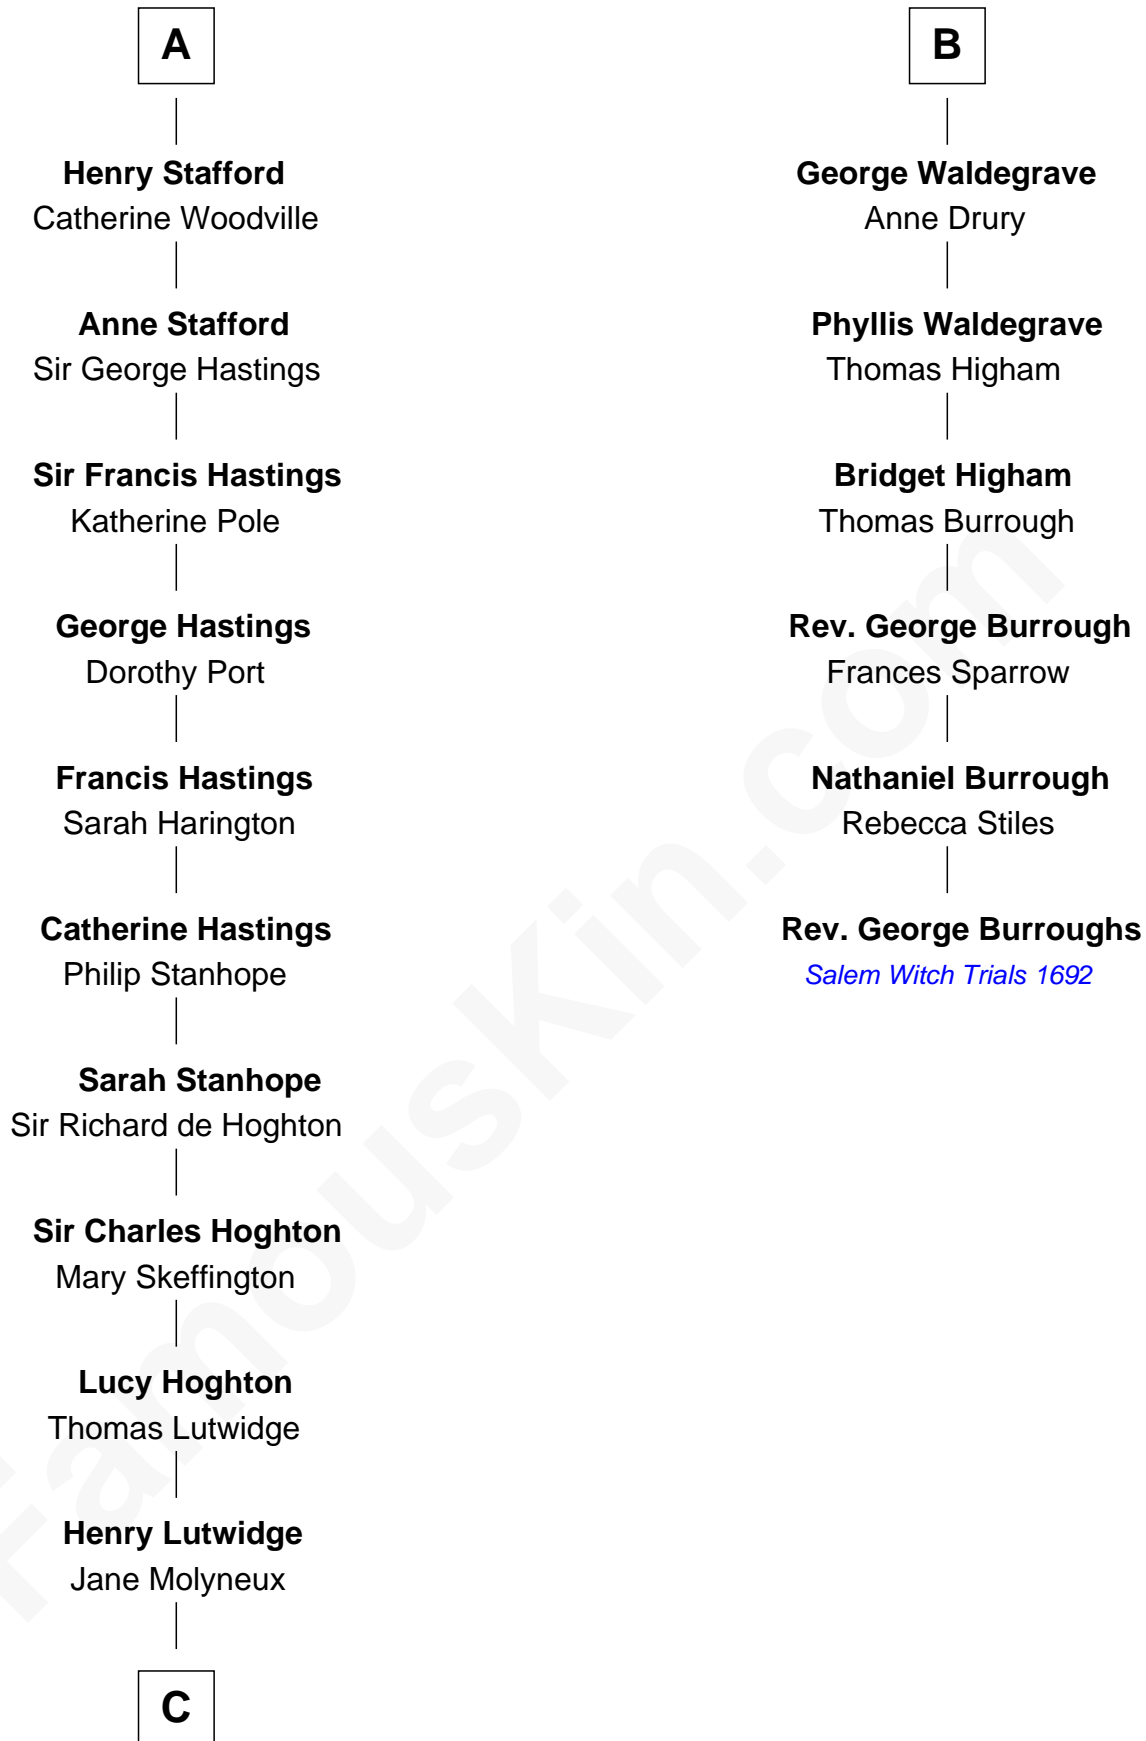 A
Henry Stafford
Catherine Woodville
Anne Stafford
Sir George Hastings
Sir Francis Hastings
Katherine Pole
George Hastings
Dorothy Port
Francis Hastings
Sarah Harington
Catherine Hastings
Philip Stanhope
Sarah Stanhope
Sir Richard de Hoghton
Sir Charles Hoghton
Mary Skeffington
Lucy Hoghton
Thomas Lutwidge
Henry Lutwidge
Jane Molyneux
C
B
George Waldegrave
Anne Drury
Phyllis Waldegrave
Thomas Higham
Bridget Higham
Thomas Burrough
Rev. George Burrough
Frances Sparrow
Nathaniel Burrough
Rebecca Stiles
Rev. George Burroughs
Salem Witch Trials 1692
FamousKin.com